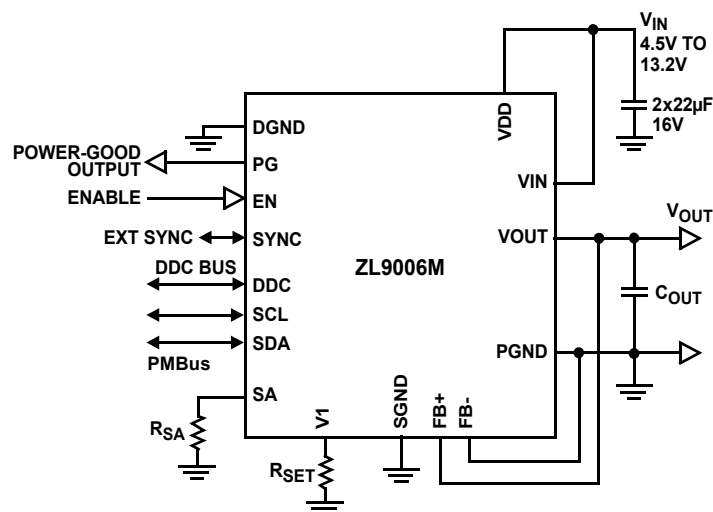 V_IN
4.5V TO
13.2V
2x22µF
16V
DGND
VDD
POWER-GOOD
OUTPUT
PG
VIN
ENABLE
EN
V_OUT
EXT SYNC
SYNC
VOUT
ZL9006M
DDC BUS
DDC
C_OUT
SCL
SDA
PGND
PMBus
SA
R_SA
V1
SGND
FB+
FB-
R_SET